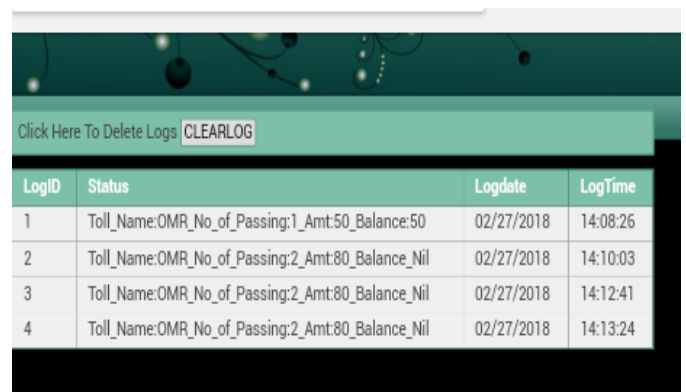 Click Here To Delete Logs CLEARLOG
LogID Status Logdate LogTime
1 Toll_Name:OMR_No_of_Passing:1_Amt:50_Balance:50 02/27/2018 14:08:26
2 Toll_Name:OMR_No_of_Passing:2_Amt:80_Balance_Nil 02/27/2018 14:10:03
3 Toll_Name:OMR_No_of_Passing:2_Amt:80_Balance_Nil 02/27/2018 14:12:41
4 Toll_Name:OMR_No_of_Passing:2_Amt:80_Balance_Nil 02/27/2018 14:13:24